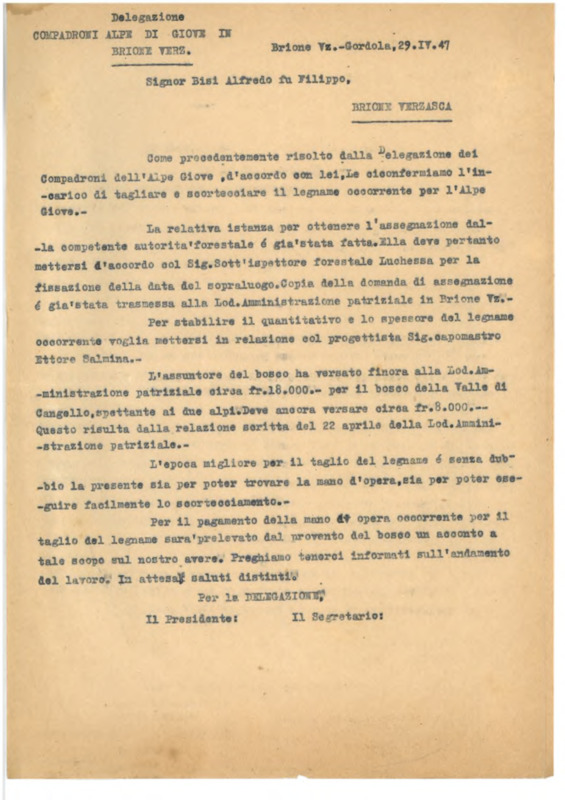 Delegazione
COMPADRONI ALPE DI GIOVE IN
BRIONE VERZ.
Brione Vz.-Gordola,29.IV.47
Signor Bisi Alfredo fu Filippo,
BRIONE VERZASCA
Come precedentemente risolto dalla Delegazione dei
Compadroni dell'Alpe Giove ,d'accordo con lei,Le ciconfermiamo l'in-
-carico di tagliare e scortecciare il legname occorrente per l'Alpe
Giove.-
La relativa istanza per ottenere l'assegnazione dal-
-la competente autorita'forestale é gia'stata fatta.Ella deve pertanto
mettersi d'accordo col Sig.Sott'ispettore forestale Luchessa per la
fissazione della data del sopraluogo.Copia della domanda di assegnazione
é gia'stata trasmessa alla Lod.Amministrazione patriziale in Brione Vz.-
Per stabilire il quantitativo e lo spessore del legname
occorrente voglia mettersi in relazione col progettista Sig.capomastro
Ettore Salmina.-
L'assuntore del bosco ha versato finora alla Lod.Am-
-ministrazione patriziale circa fr.18.000.- per il bosco della Valle di
Cangello,spettante ai due alpi.Deve ancora versare circa fr.8.000.--
Questo risulta dalla relazione scritta del 22 aprile della Lod.Ammini-
-strazione patriziale.-
L'epoca migliore per il taglio del legname é senza dub-
-bio la presente sia per poter trovare la mano d'opera,sia per poter ese-
-guire facilmente lo scortecciamento.-
Per il pagamento della mano di opera occorrente per il
taglio del legname sara'prelevato dal provento del bosco un acconto a
tale scopo sul nostro avere. Preghiamo tenerci informati sull'andamento
del lavoro. In attesa, saluti distinti.
Per la DELEGAZIONE,
Il Presidente: Il Segretario: